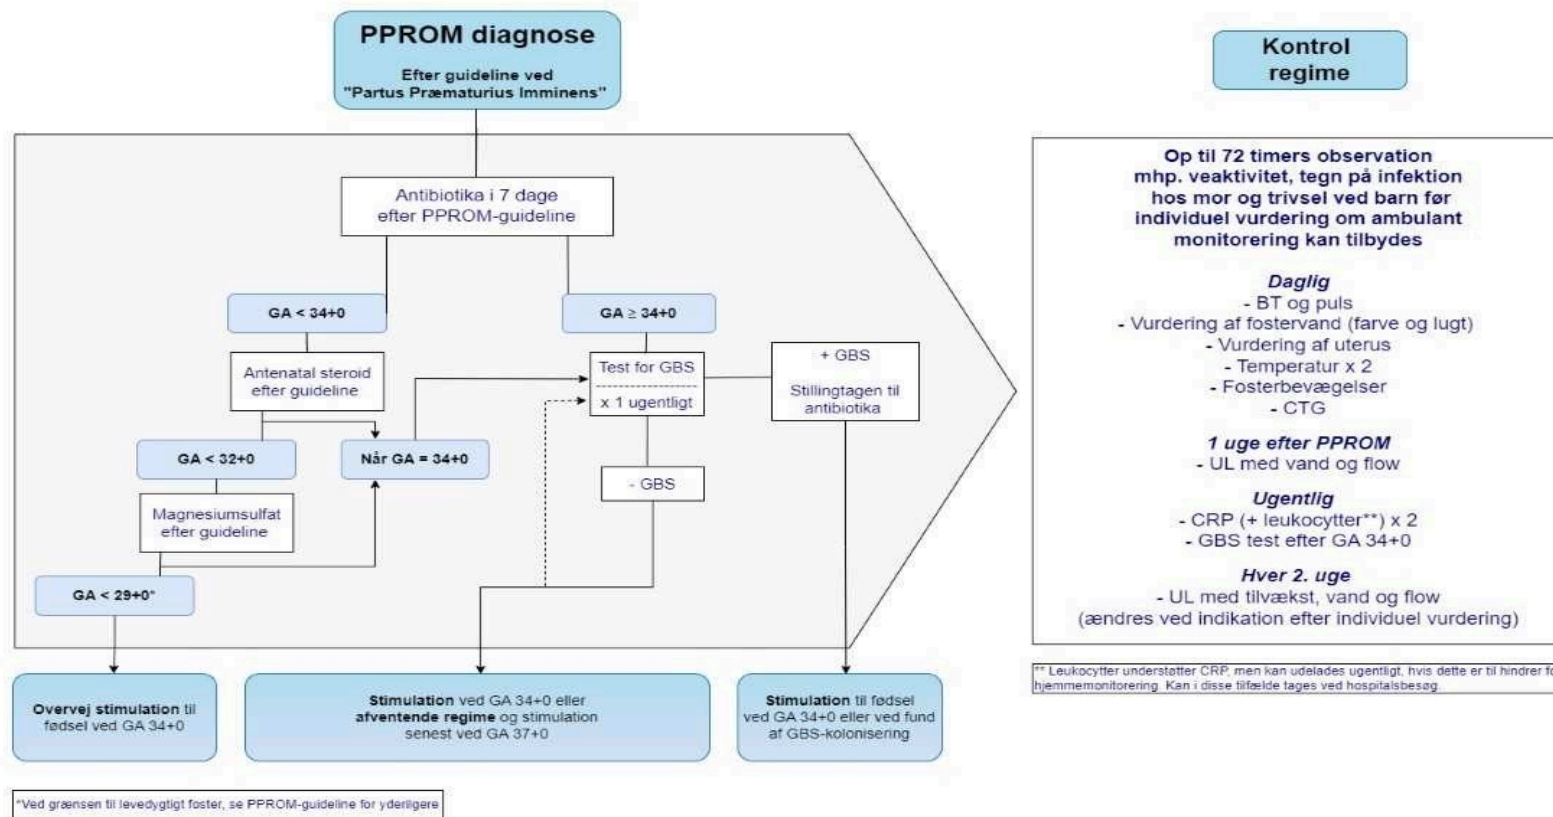 PPROM diagnose
Efter guideline ved
"Partus Præmaturius Imminens"
Antibiotika i 7 dage
efter PPROM-guideline
GA < 34+0
GA ≥ 34+0
Antenatal steroid
efter guideline
Test for GBS
x 1 ugentligt
+ GBS
Stillingtagen til
antibiotika
GA < 32+0
Når GA = 34+0
- GBS
Magnesiumsulfat
efter guideline
GA < 29+0*
Overvej stimulation til
fødsel ved GA 34+0
Stimulation ved GA 34+0 eller
afventende regime og stimulation
senest ved GA 37+0
Stimulation til fødsel
ved GA 34+0 eller ved fund
af GBS-kolonisering
*Ved grænsen til levedygtigt foster, se PPROM-guideline for yderligere
Kontrol
regime
Op til 72 timers observation
mhp. veaktivitet, tegn på infektion
hos mor og trivsel ved barn før
individuel vurdering om ambulant
monitorering kan tilbydes
Daglig
- BT og puls
- Vurdering af fostervand (farve og lugt)
- Vurdering af uterus
- Temperatur x 2
- Fosterbevægelser
- CTG
1 uge efter PPROM
- UL med vand og flow
Ugentlig
- CRP (+ leukocytter**) x 2
- GBS test efter GA 34+0
Hver 2. uge
- UL med tilvækst, vand og flow
(ændres ved indikation efter individuel vurdering)
** Leukocytter understøtter CRP, men kan udelades ugentligt, hvis dette er til hindrer
hjemmemonitorering. Kan i disse tilfælde tages ved hospitalsbesøg.